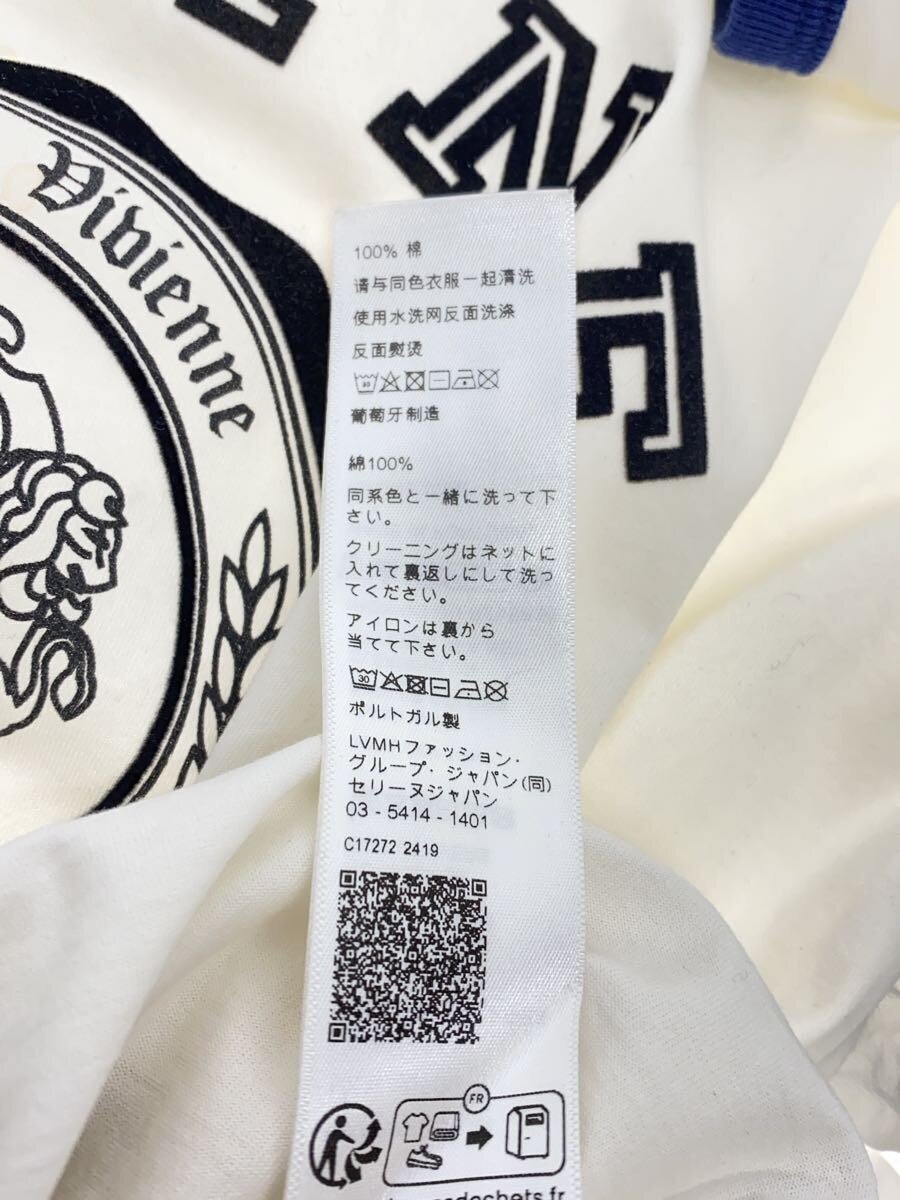 NE
Vivienne
100% 棉
请与同色衣服一起清洗
使用水洗网反面洗涤
反面熨烫
30
葡萄牙制造
綿100%
同系色と一緒に洗って下
さい。
クリーニングはネットに
入れて裏返しにして洗っ
てください。
アイロンは裏から
当てて下さい。
30
ポルトガル製
LVMHファッション・
グループ・ジャパン(同)
セリーヌジャパン
03 - 5414 - 1401
C17272 2419
FR